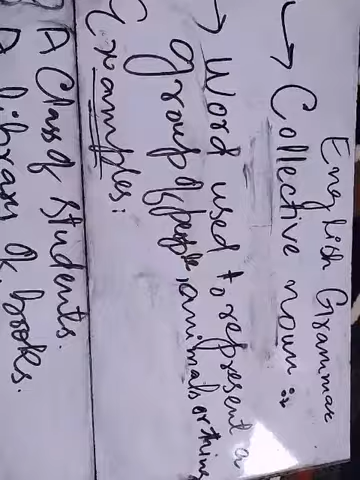 English Grammar
→ Collective noun :-
→ Word used to represent a
group of people, animals or thing
Examples:
A Class of students.
A library of books.